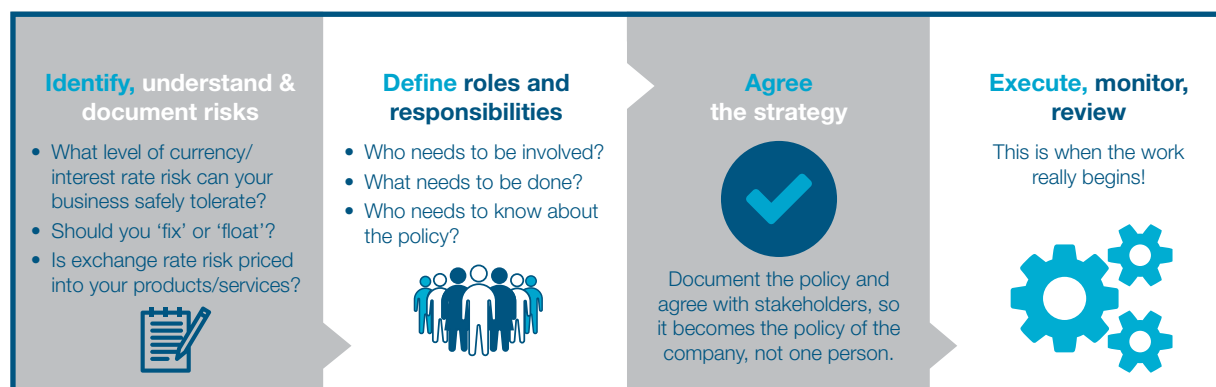 Identify, understand &
document risks
• What level of currency/
interest rate risk can your
business safely tolerate?
• Should you ‘fix’ or ‘float’?
• Is exchange rate risk priced
into your products/services?
Define roles and
responsibilities
• Who needs to be involved?
• What needs to be done?
• Who needs to know about
the policy?
Agree
the strategy
Document the policy and
agree with stakeholders, so
it becomes the policy of the
company, not one person.
Execute, monitor,
review
This is when the work
really begins!